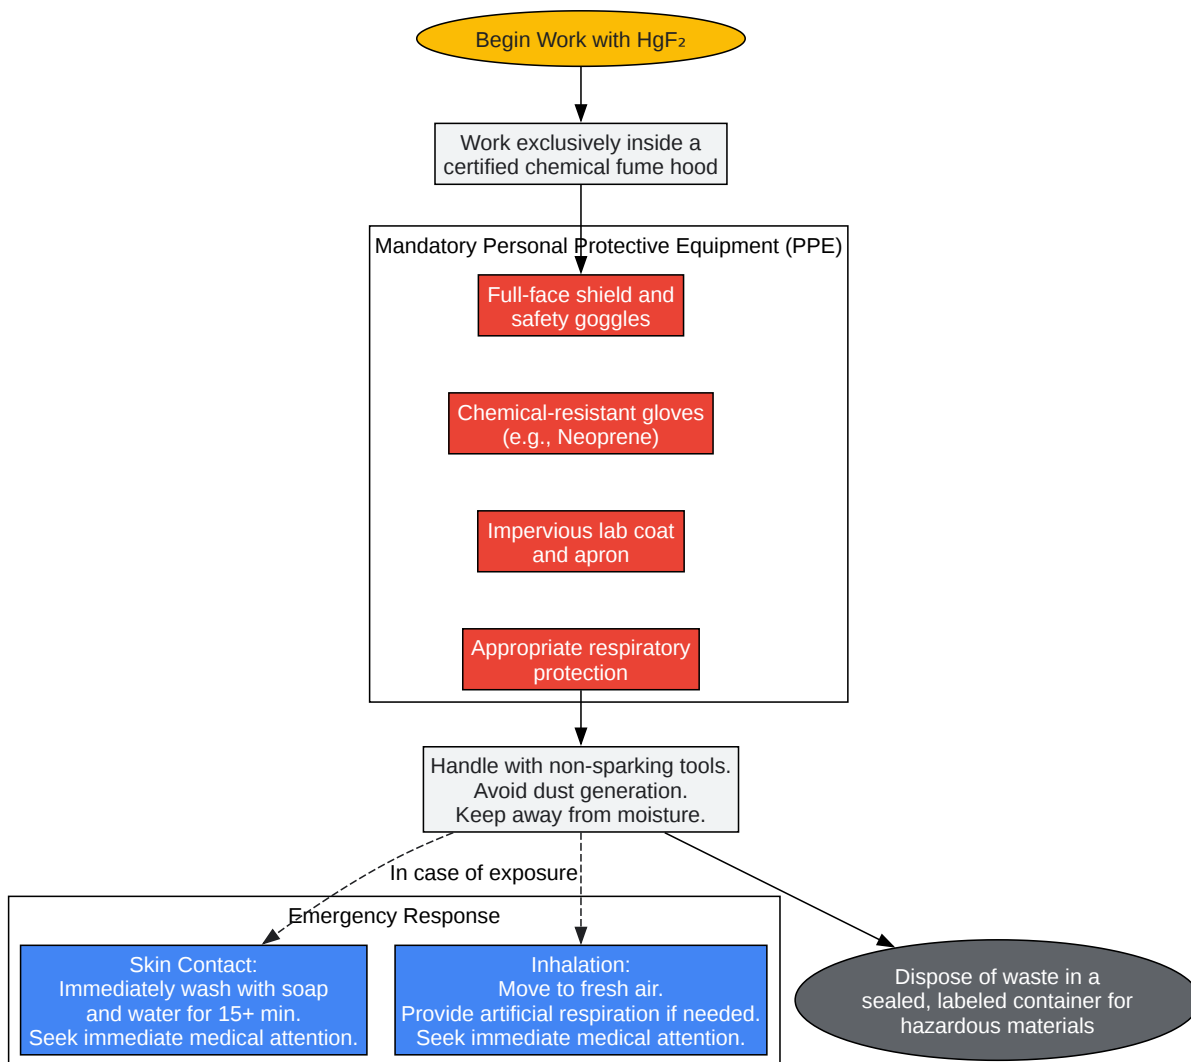 Begin Work with HgF₂
Work exclusively inside a
certified chemical fume hood
Mandatory Personal Protective Equipment (PPE)
Full-face shield and
safety goggles
Chemical-resistant gloves
(e.g., Neoprene)
Impervious lab coat
and apron
Appropriate respiratory
protection
Handle with non-sparking tools.
Avoid dust generation.
Keep away from moisture.
In case of exposure
Emergency Response
Skin Contact:
Immediately wash with soap
and water for 15+ min.
Seek immediate medical attention.
Inhalation:
Move to fresh air.
Provide artificial respiration if needed.
Seek immediate medical attention.
Dispose of waste in a
sealed, labeled container for
hazardous materials